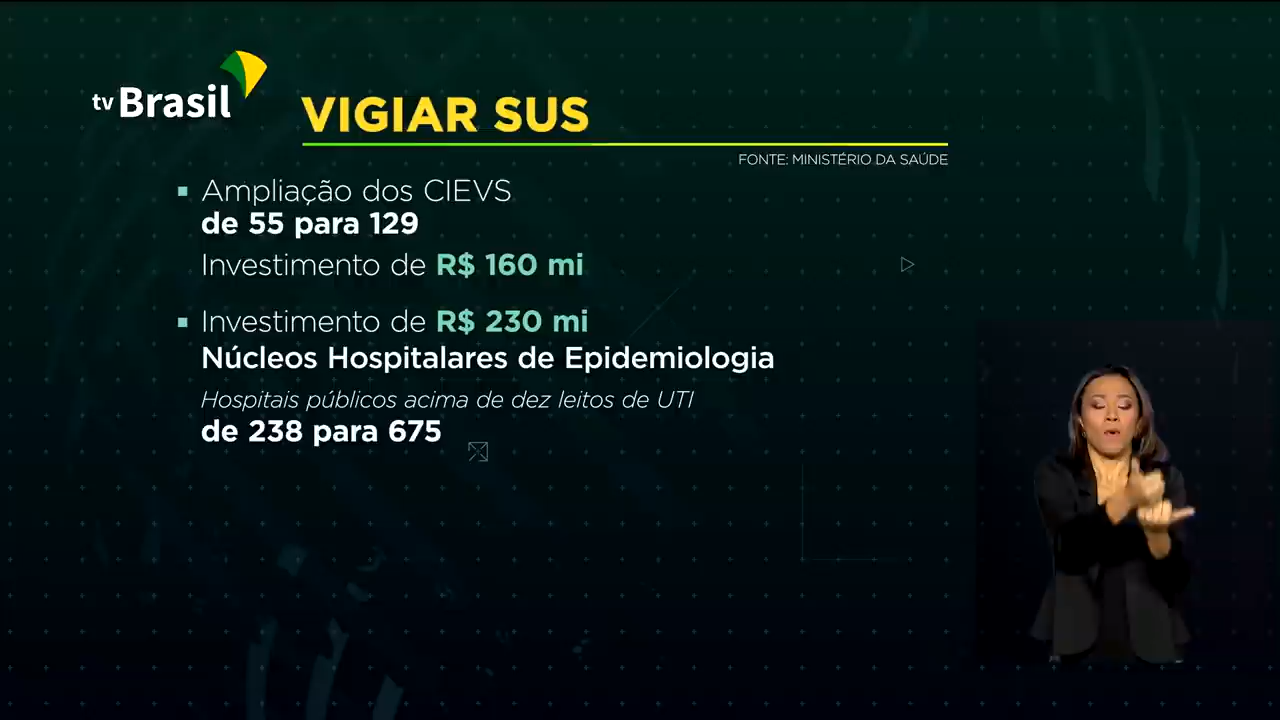 tv Brasil
VIGIAR SUS
FONTE: MINISTÉRIO DA SAÚDE
Ampliação dos CIEVS
de 55 para 129
Investimento de R$ 160 mi
Investimento de R$ 230 mi
Núcleos Hospitalares de Epidemiologia
Hospitais públicos acima de dez leitos de UTI
de 238 para 675